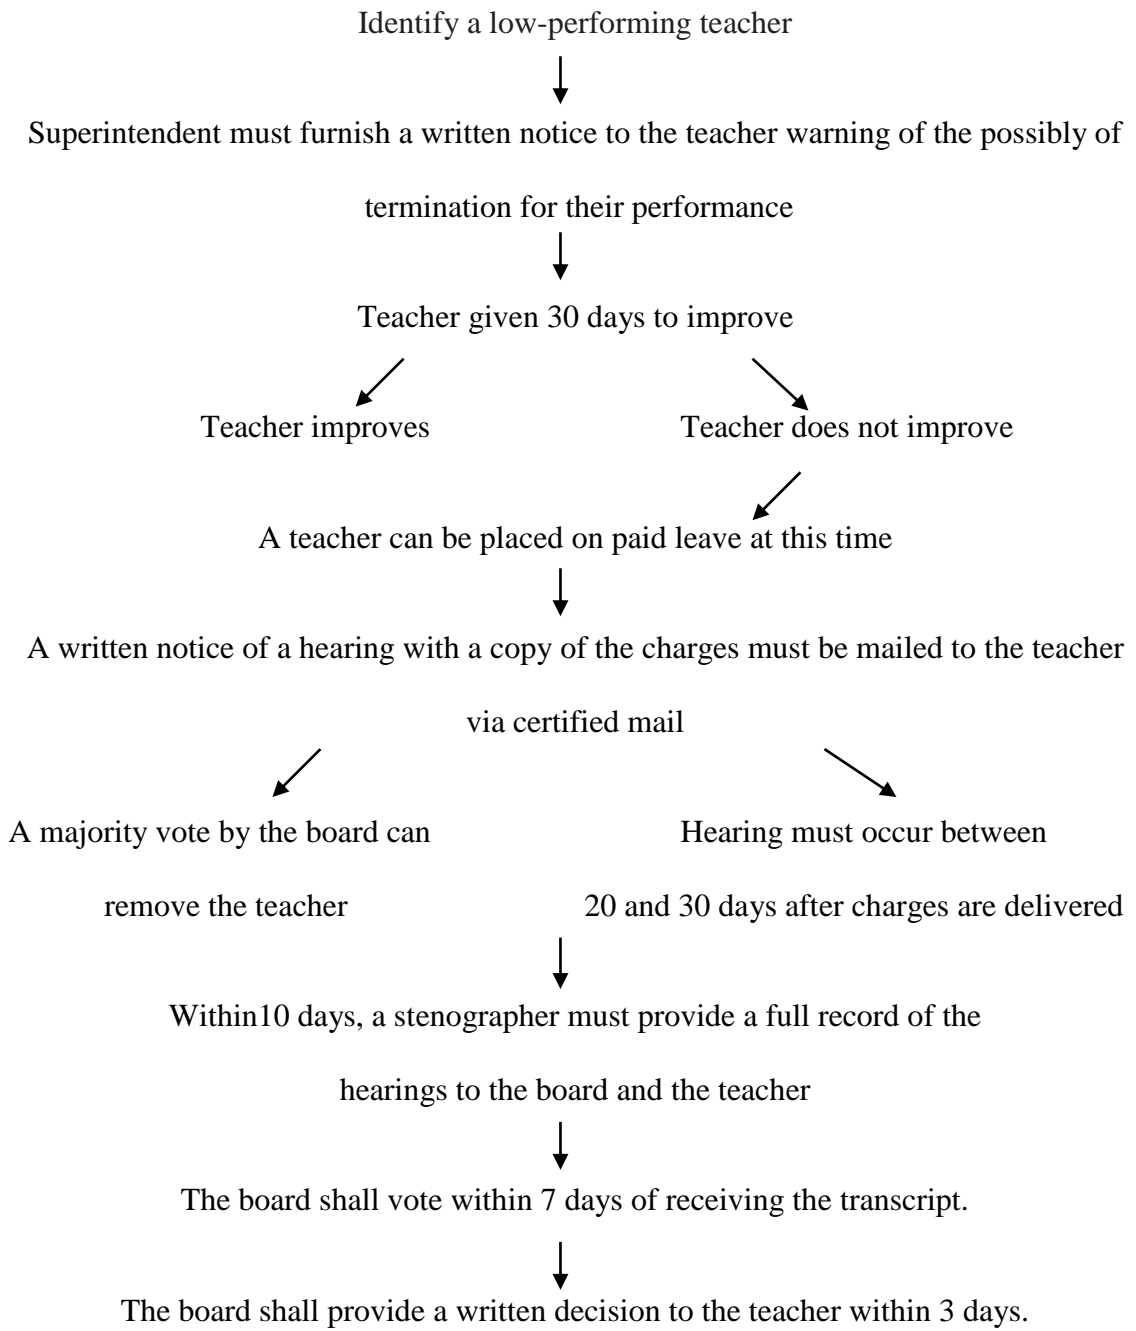 Identify a low-performing teacher
Superintendent must furnish a written notice to the teacher warning of the possibly of
termination for their performance
Teacher given 30 days to improve
Teacher improves
Teacher does not improve
A teacher can be placed on paid leave at this time
A written notice of a hearing with a copy of the charges must be mailed to the teacher
via certified mail
A majority vote by the board can
remove the teacher
Hearing must occur between
20 and 30 days after charges are delivered
Within10 days, a stenographer must provide a full record of the
hearings to the board and the teacher
The board shall vote within 7 days of receiving the transcript.
The board shall provide a written decision to the teacher within 3 days.